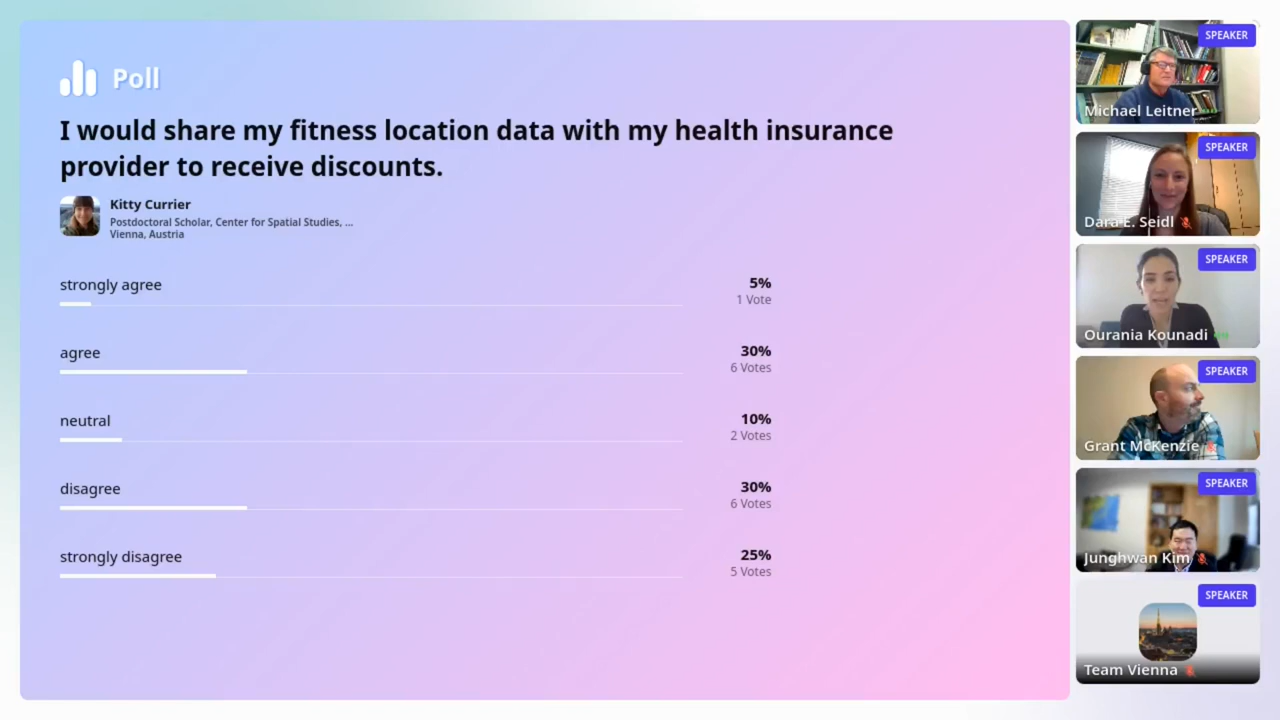 Poll
I would share my fitness location data with my health insurance
provider to receive discounts.
Kitty Currier
Postdoctoral Scholar, Center for Spatial Studies, ...
Vienna, Austria
strongly agree
5%
1 Vote
agree
30%
6 Votes
neutral
10%
2 Votes
disagree
30%
6 Votes
strongly disagree
25%
5 Votes
SPEAKER
Michael Leitner
SPEAKER
Dara E. Seidl
SPEAKER
Ourania Kounadi
SPEAKER
Grant McKenzie
SPEAKER
Junghwan Kim
SPEAKER
Team Vienna